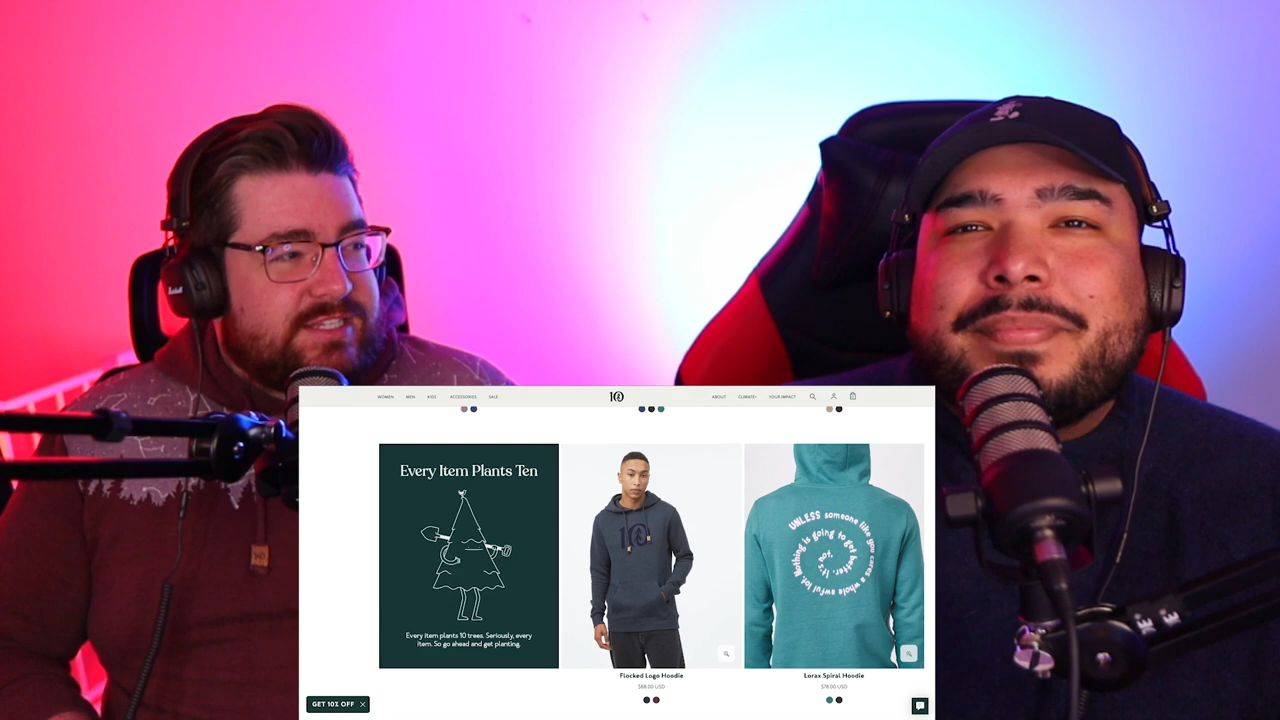 Marshall
WOMEN MEN KIDS ACCESSORIES SALE 10 ABOUT CLIMATE+ YOUR IMPACT
Every Item Plants Ten
Every item plants 10 trees. Seriously, every
item. So go ahead and get planting.
10
UNLESS someone like you cares a whole awful lot. Nothing is going to get better. It's not.
Flocked Logo Hoodie
$68.00 USD
Lorax Spiral Hoodie
$78.00 USD
GET 10% OFF